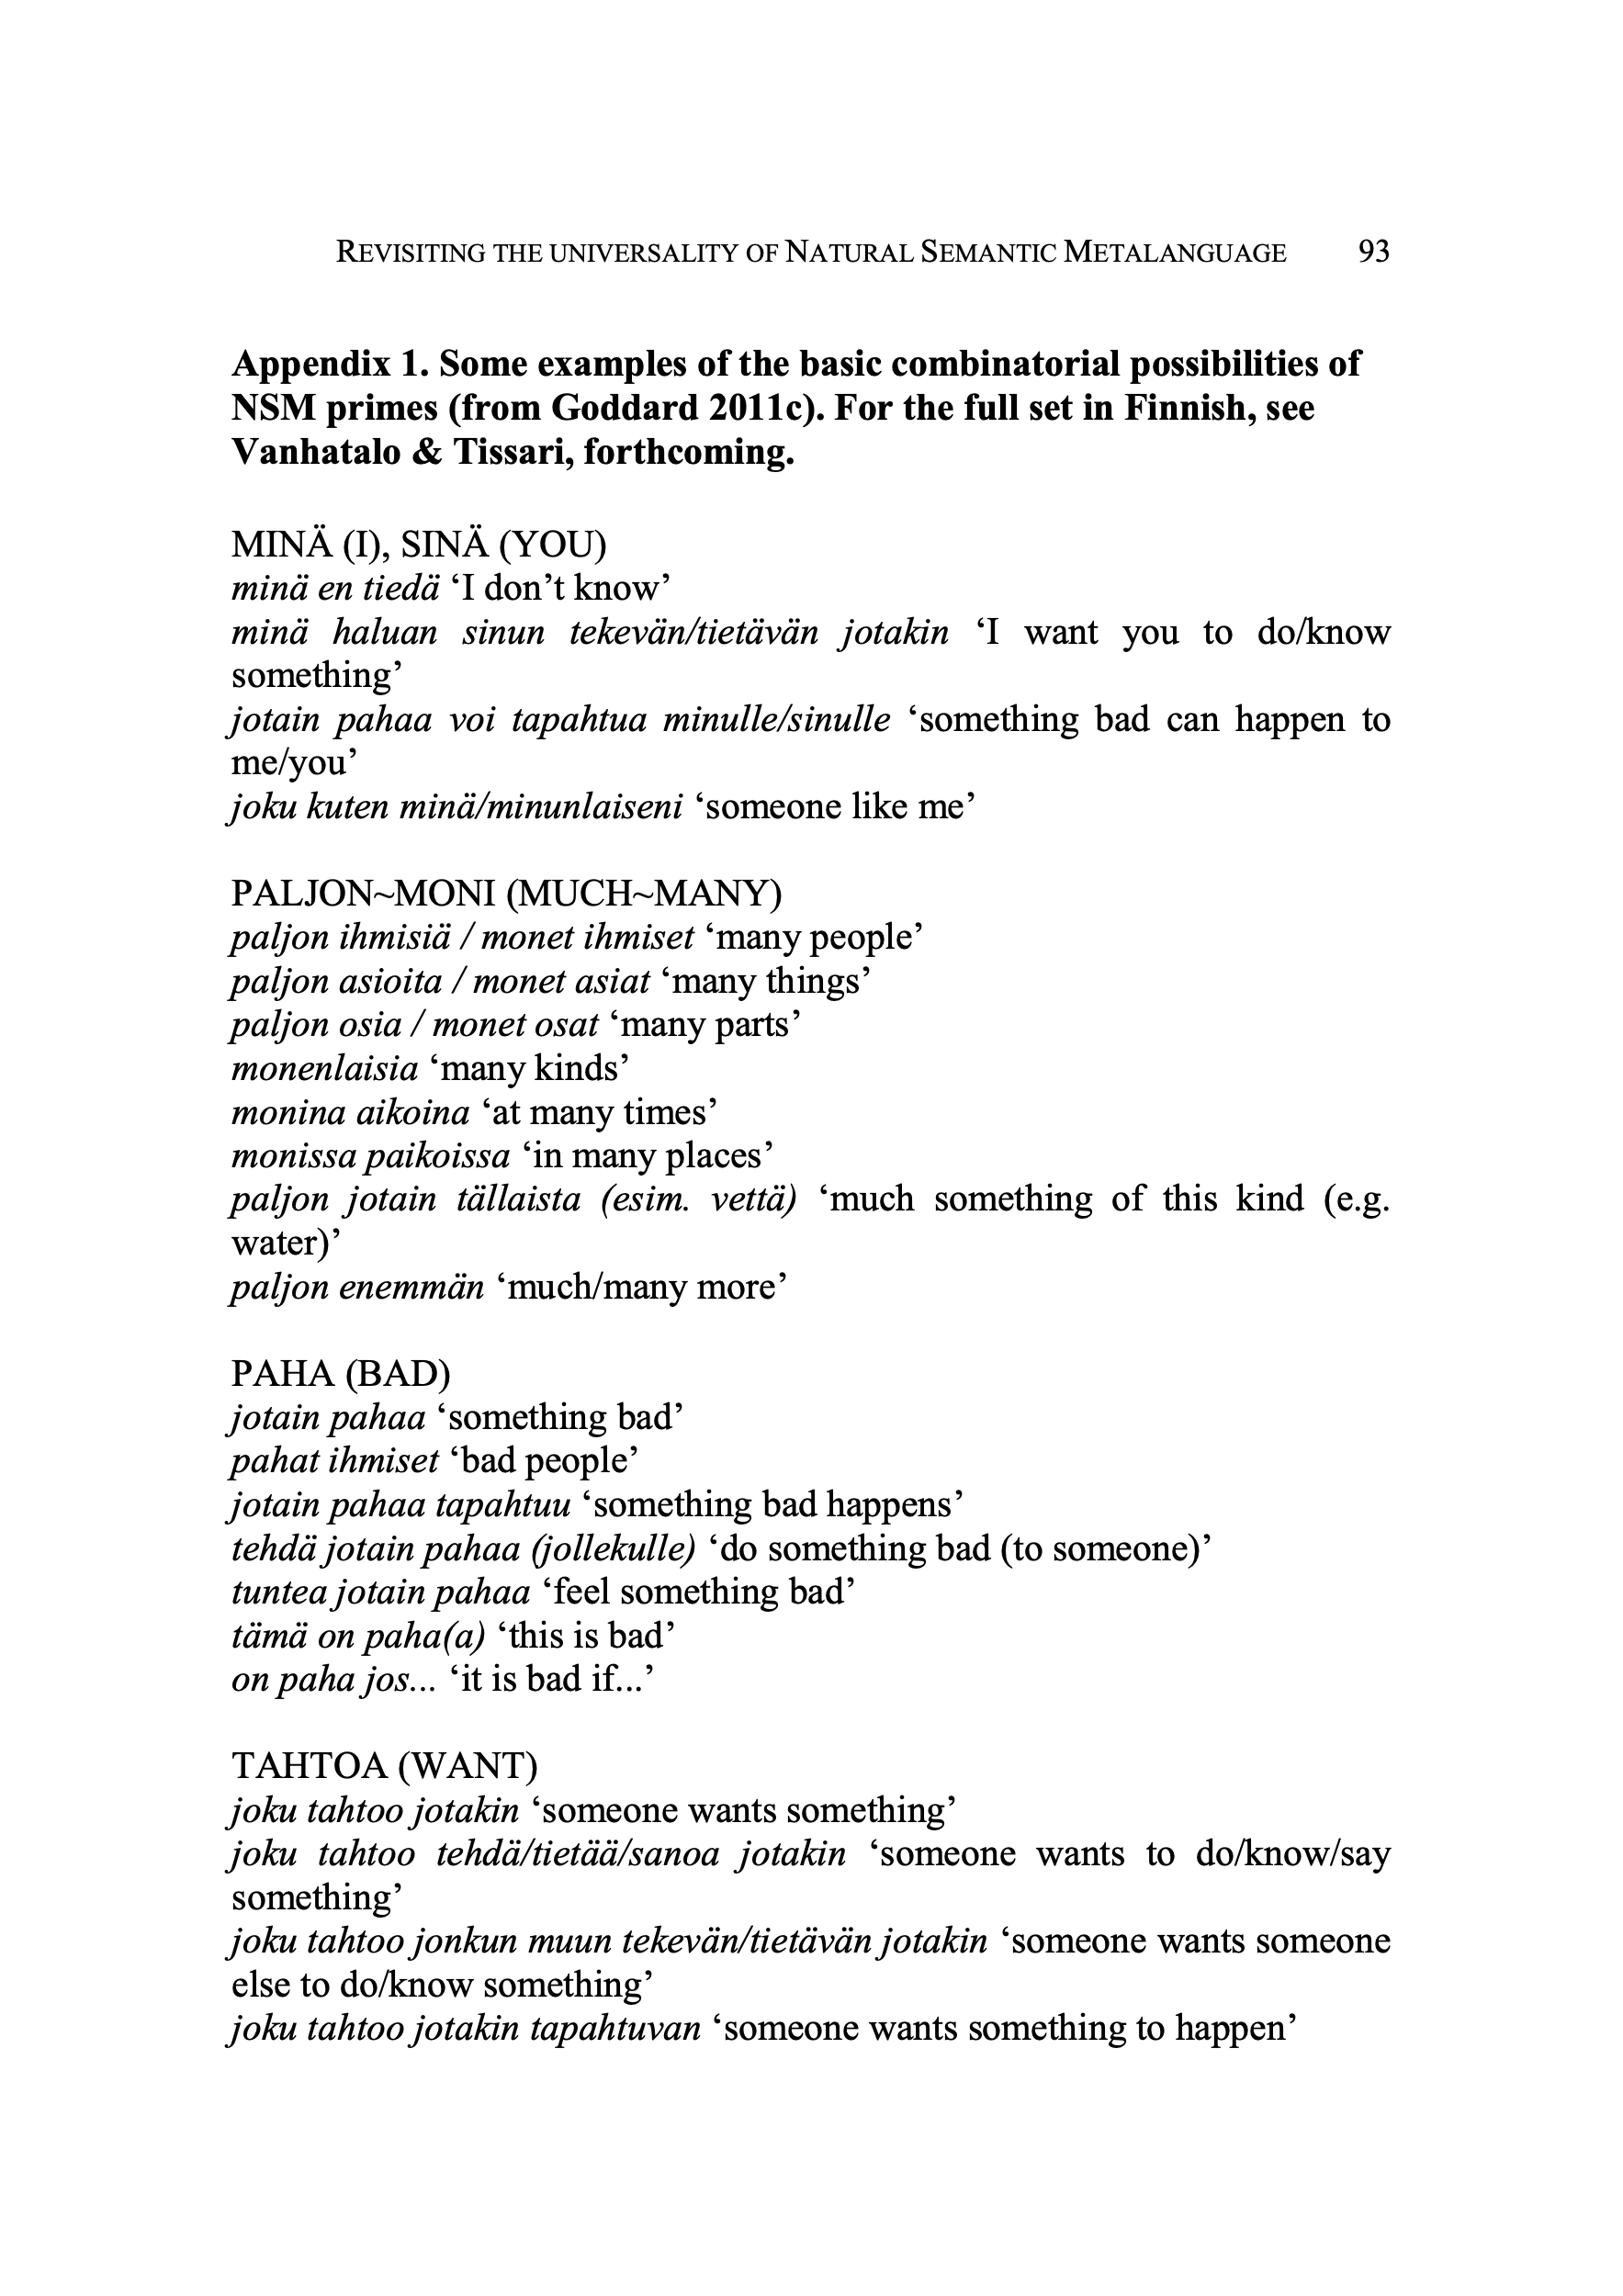 REVISITING THE UNIVERSALITY OF NATURAL SEMANTIC METALANGUAGE 93
Appendix 1. Some examples of the basic combinatorial possibilities of
NSM primes (from Goddard 2011c). For the full set in Finnish, see
Vanhatalo & Tissari, forthcoming.
MINÄ (I), SINÄ (YOU)
minä en tiedä ‘I don’t know’
minä haluan sinun tekevän/tietävän jotakin ‘I want you to do/know
something’
jotain pahaa voi tapahtua minulle/sinulle ‘something bad can happen to
me/you’
joku kuten minä/minunlaiseni ‘someone like me’
PALJON~MONI (MUCH~MANY)
paljon ihmisiä / monet ihmiset ‘many people’
paljon asioita / monet asiat ‘many things’
paljon osia / monet osat ‘many parts’
monenlaisia ‘many kinds’
monina aikoina ‘at many times’
monissa paikoissa ‘in many places’
paljon jotain tällaista (esim. vettä) ‘much something of this kind (e.g.
water)’
paljon enemmän ‘much/many more’
PAHA (BAD)
jotain pahaa ‘something bad’
pahat ihmiset ‘bad people’
jotain pahaa tapahtuu ‘something bad happens’
tehdä jotain pahaa (jollekulle) ‘do something bad (to someone)’
tuntea jotain pahaa ‘feel something bad’
tämä on paha(a) ‘this is bad’
on paha jos... ‘it is bad if...’
TAHTOA (WANT)
joku tahtoo jotakin ‘someone wants something’
joku tahtoo tehdä/tietää/sanoa jotakin ‘someone wants to do/know/say
something’
joku tahtoo jonkun muun tekevän/tietävän jotakin ‘someone wants someone
else to do/know something’
joku tahtoo jotakin tapahtuvan ‘someone wants something to happen’